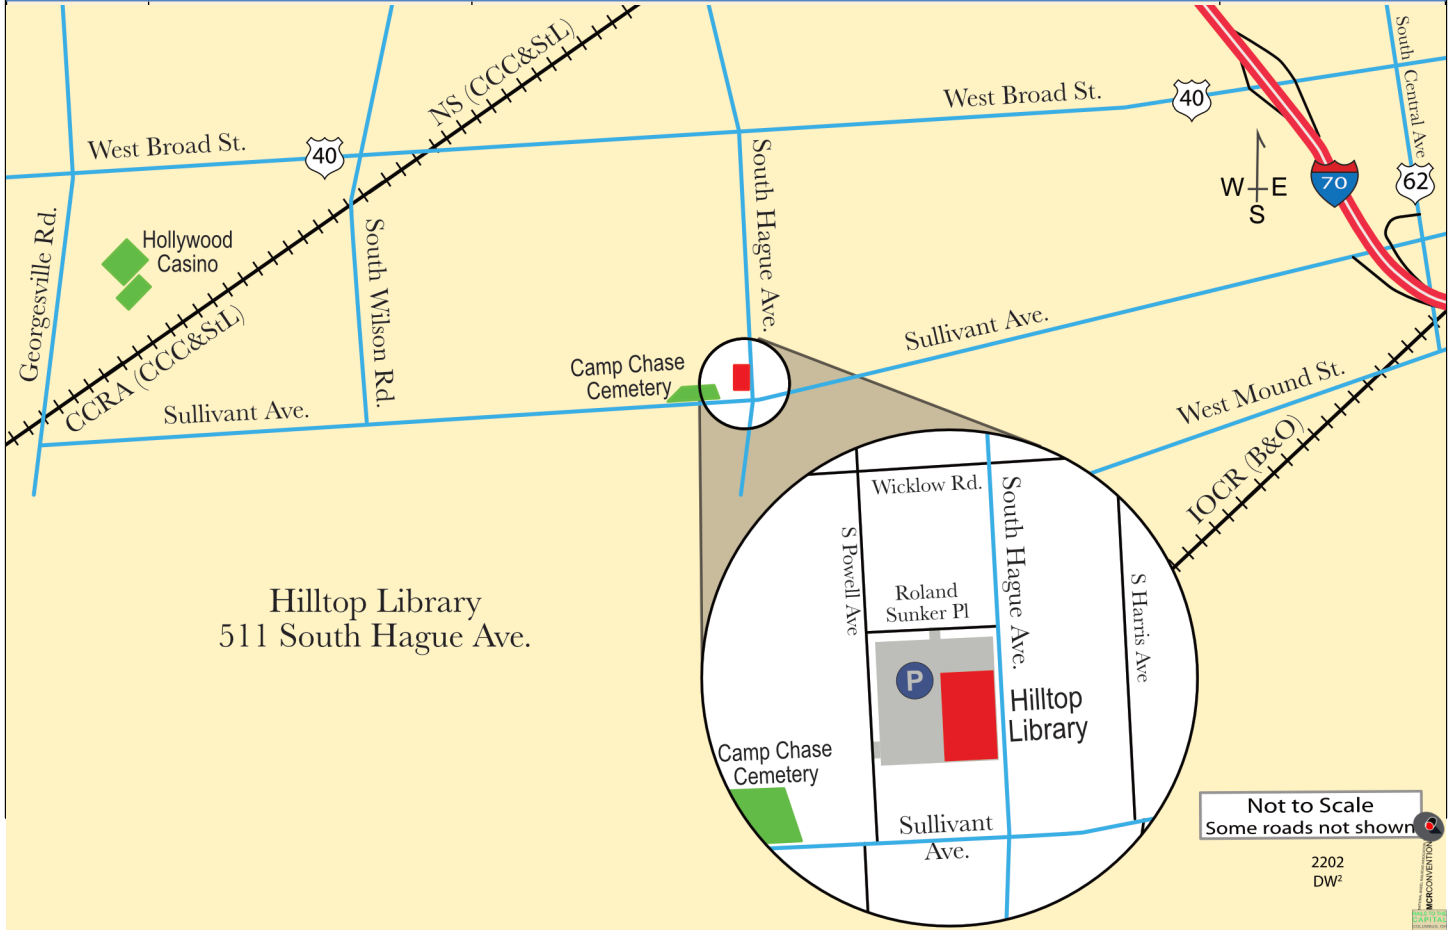 NS (CCC&StL)
South Central Ave
West Broad St.
40
West Broad St.
40
70
62
W E
S
Georgesville Rd.
Hollywood
Casino
South Wilson Rd.
South Hague Ave.
CCRA (CCC&StL)
Sullivant Ave.
Camp Chase
Cemetery
Sullivant Ave.
West Mound St.
IOCR (B&O)
Wicklow Rd.
South Hague Ave.
S Powell Ave
Roland
Sunker Pl
S Harris Ave
P
Hilltop
Library
Camp Chase
Cemetery
Sullivant
Ave.
Hilltop Library
511 South Hague Ave.
Not to Scale
Some roads not shown
2202
DW²
MCRCONVENTION
CAPITAL